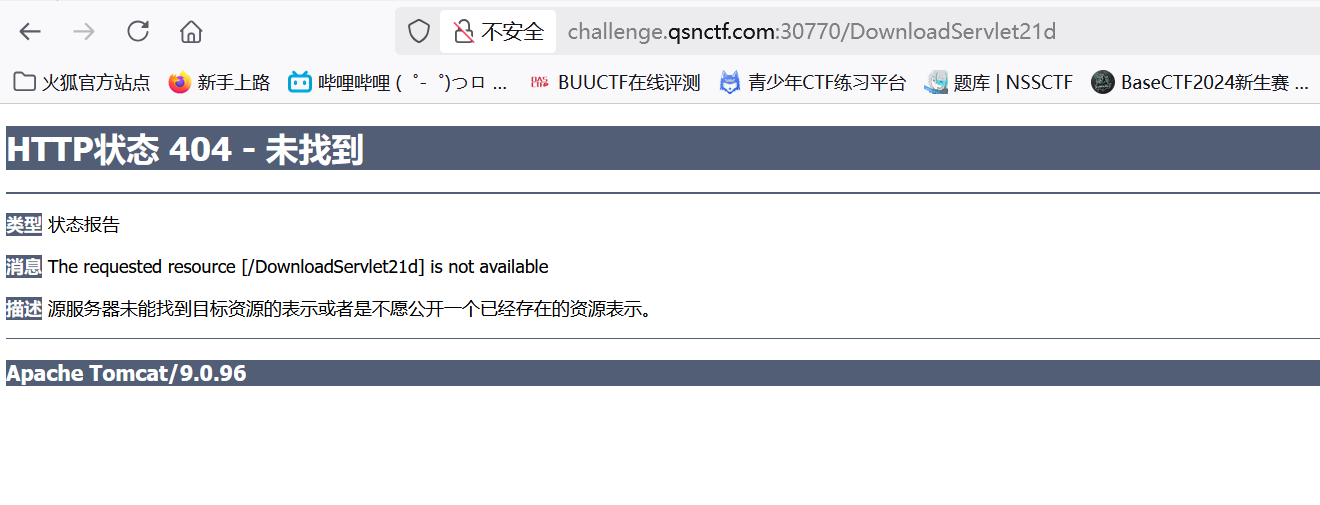 不安全 challenge.qsnctf.com:30770/DownloadServlet21d
火狐官方站点 新手上路 哔哩哔哩 ( ゜- ゜)つロ ... BUUCTF在线评测 青少年CTF练习平台 题库 | NSSCTF BaseCTF2024新生赛 ...
HTTP状态 404 - 未找到
类型 状态报告
消息 The requested resource [/DownloadServlet21d] is not available
描述 源服务器未能找到目标资源的表示或者是不愿公开一个已经存在的资源表示。
Apache Tomcat/9.0.96